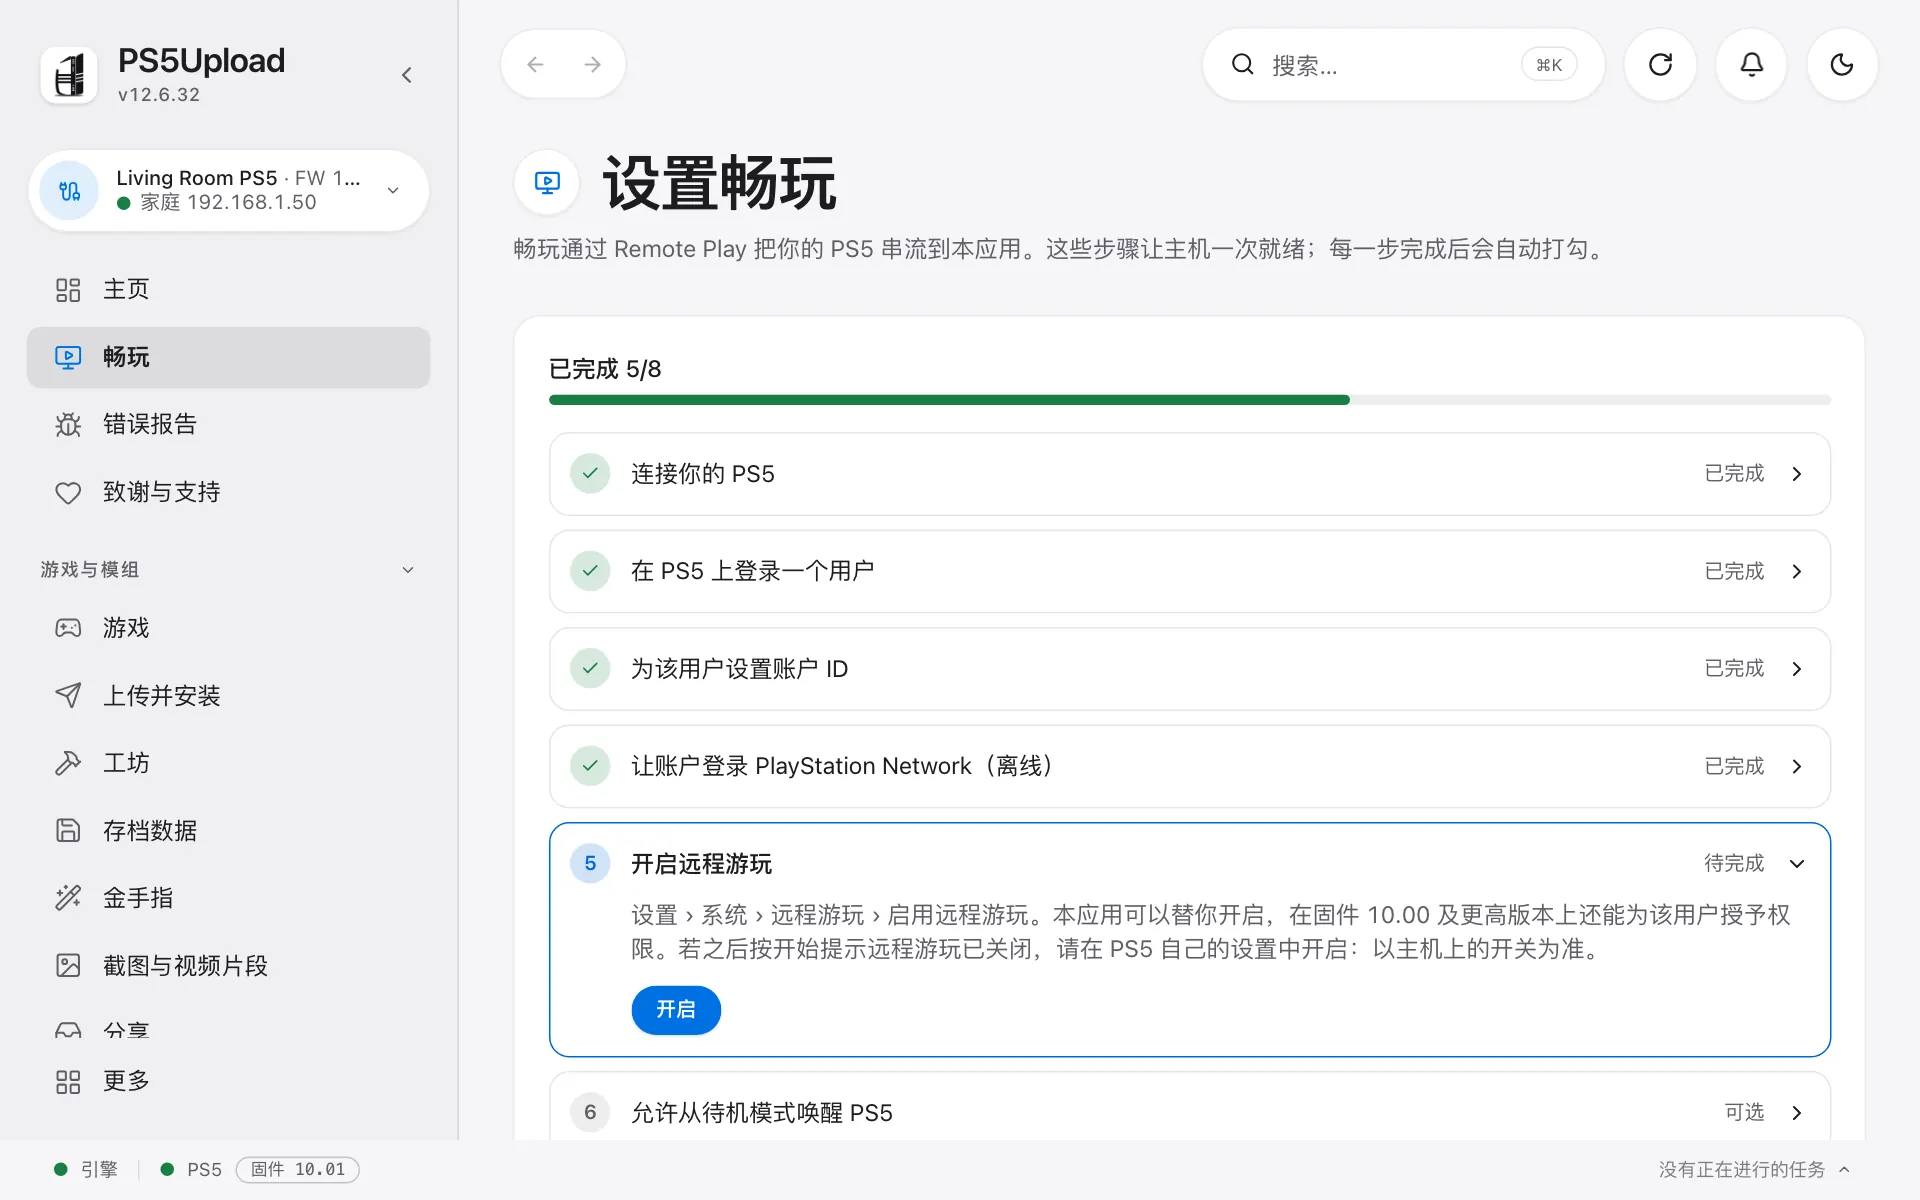 PS5Upload
v12.6.32
Living Room PS5 · FW 1...
家庭 192.168.1.50
主页
畅玩
错误报告
致谢与支持
游戏与模组
游戏
上传并安装
工坊
存档数据
金手指
截图与视频片段
分享
更多
搜索...
⌘K
设置畅玩
畅玩通过 Remote Play 把你的 PS5 串流到本应用。这些步骤让主机一次就绪；每一步完成后会自动打勾。
已完成 5/8
连接你的 PS5
已完成
在 PS5 上登录一个用户
已完成
为该用户设置账户 ID
已完成
让账户登录 PlayStation Network（离线）
已完成
5
开启远程游玩
待完成
设置 › 系统 › 远程游玩 › 启用远程游玩。本应用可以替你开启，在固件 10.00 及更高版本上还能为该用户授予权
限。若之后按开始提示远程游玩已关闭，请在 PS5 自己的设置中开启：以主机上的开关为准。
开启
6
允许从待机模式唤醒 PS5
可选
引擎
PS5
固件 10.01
没有正在进行的任务